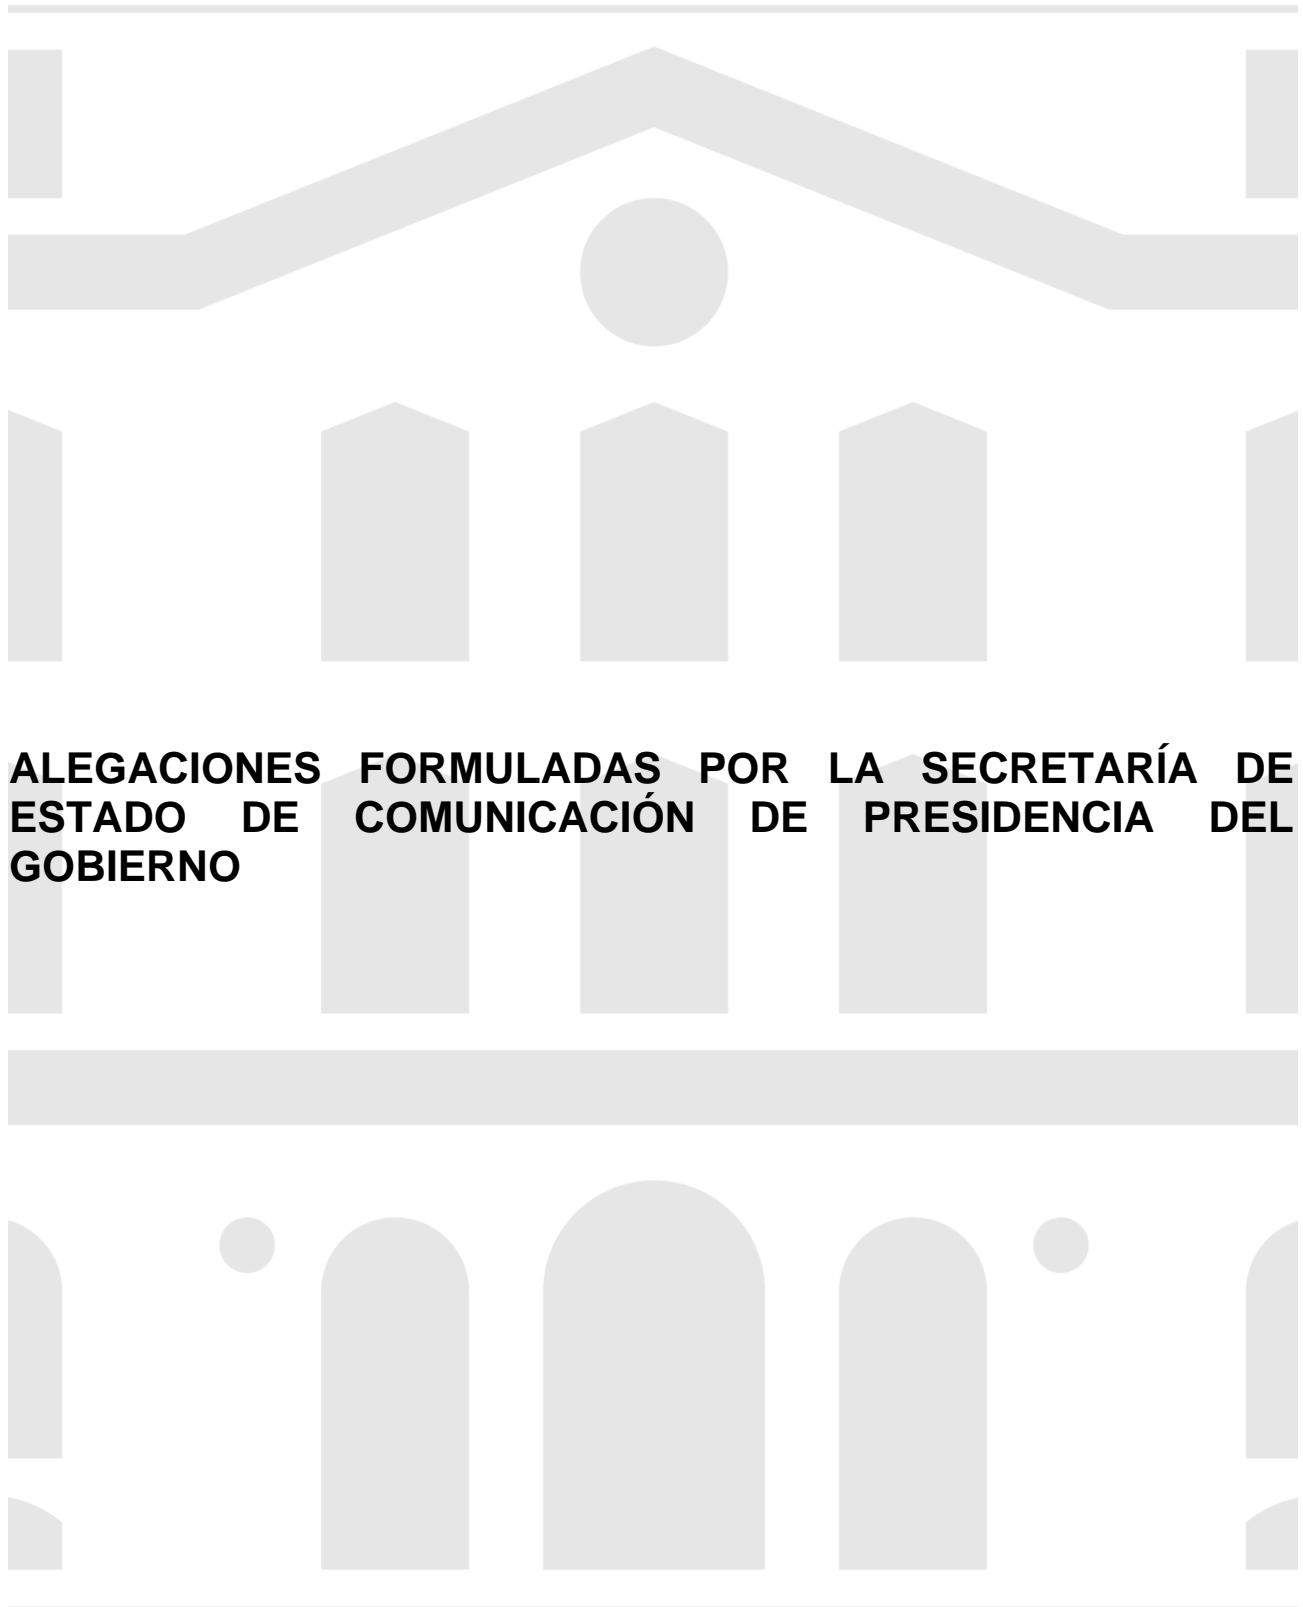 ALEGACIONES FORMULADAS POR LA SECRETARÍA DE
ESTADO DE COMUNICACIÓN DE PRESIDENCIA DEL
GOBIERNO